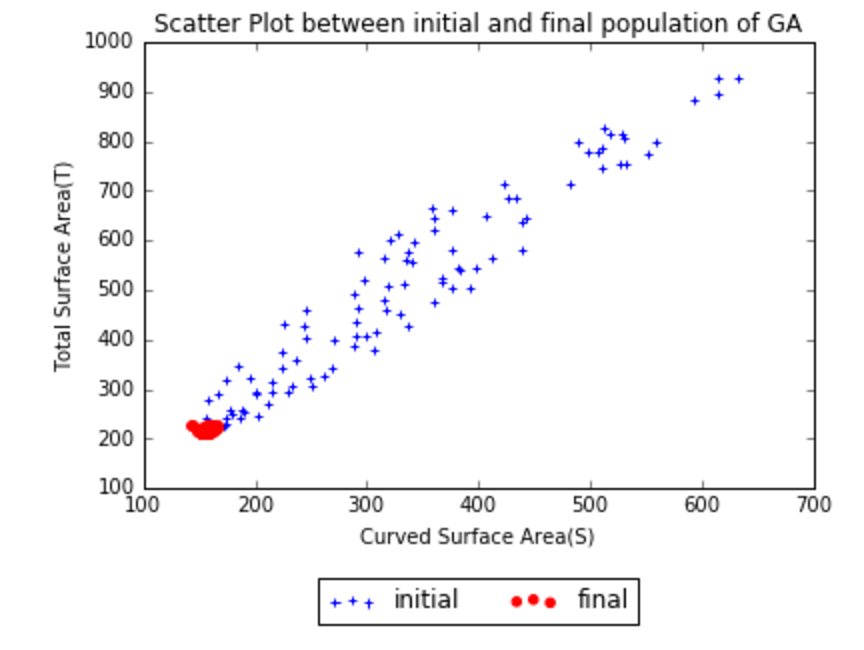 Scatter Plot between initial and final population of GA
1000
900
800
700
600
500
400
300
200
100
Total Surface Area(T)
100 200 300 400 500 600 700
Curved Surface Area(S)
initial final